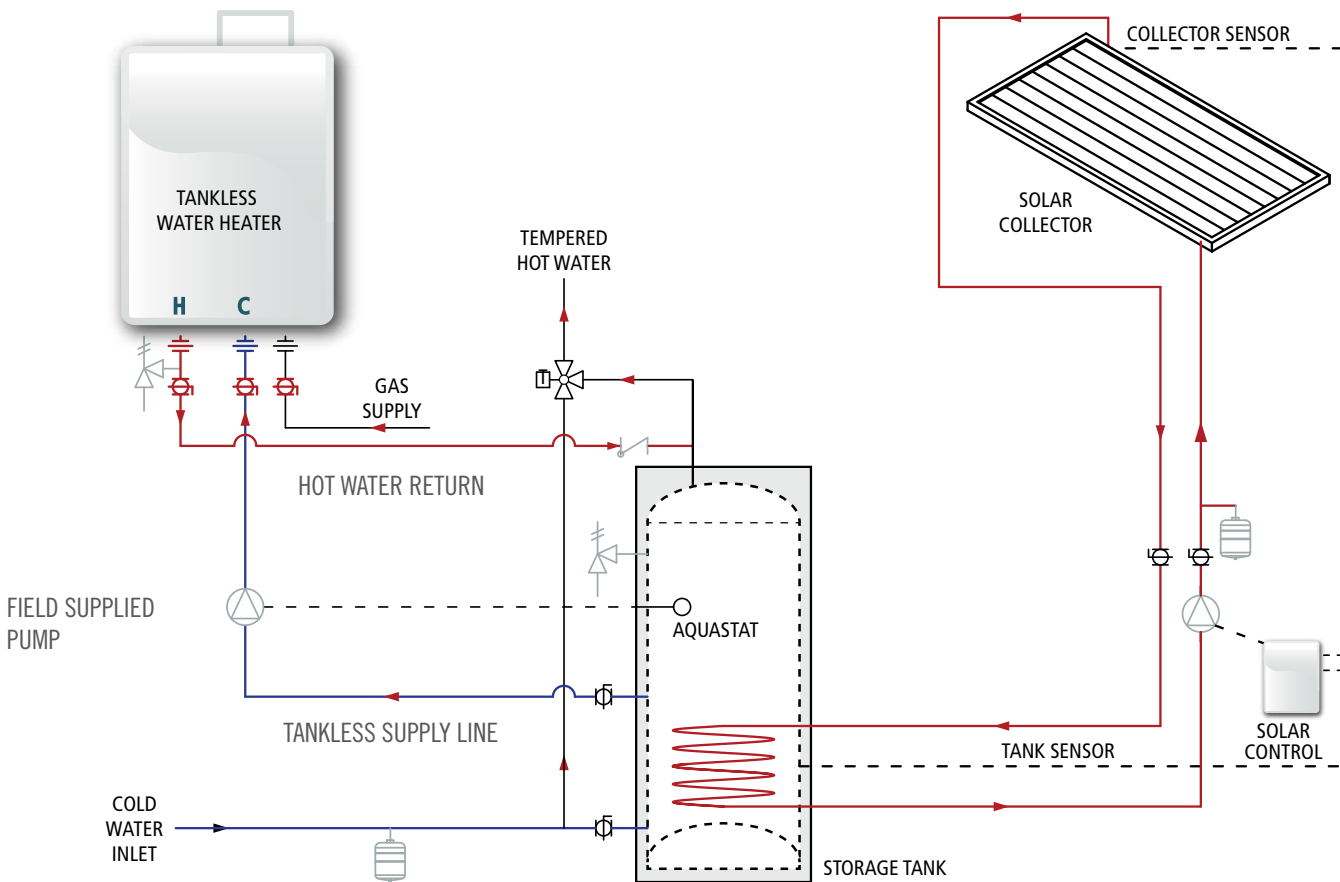 COLLECTOR SENSOR
TANKLESS
WATER HEATER
SOLAR
COLLECTOR
TEMPERED
HOT WATER
H
C
GAS
SUPPLY
HOT WATER RETURN
FIELD SUPPLIED
PUMP
AQUASTAT
TANKLESS SUPPLY LINE
SOLAR
CONTROL
TANK SENSOR
COLD
WATER
INLET
STORAGE TANK